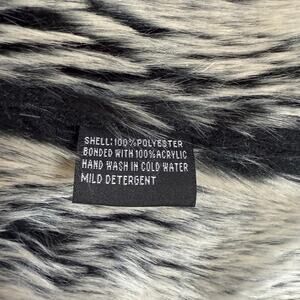 SHELL:100%POLYESTER
BONDED WITH 100%ACRYLIC
HAND WASH IN COLD WATER
MILD DETERGENT